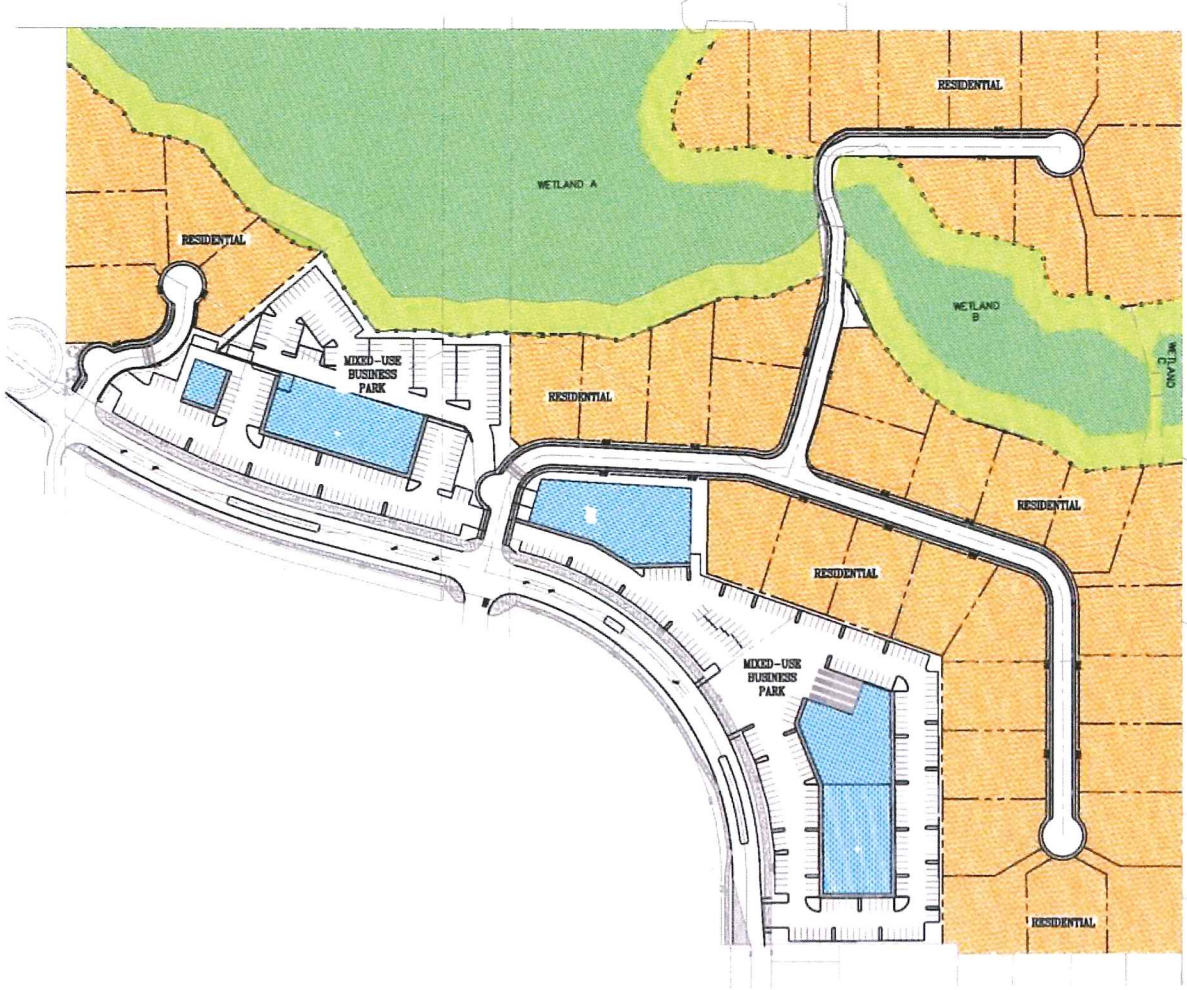 RESIDENTIAL
WETLAND A
RESIDENTIAL
WETLAND
B
WETLAND
C
MIXED-USE
BUSINESS
PARK
RESIDENTIAL
RESIDENTIAL
RESIDENTIAL
MIXED-USE
BUSINESS
PARK
RESIDENTIAL